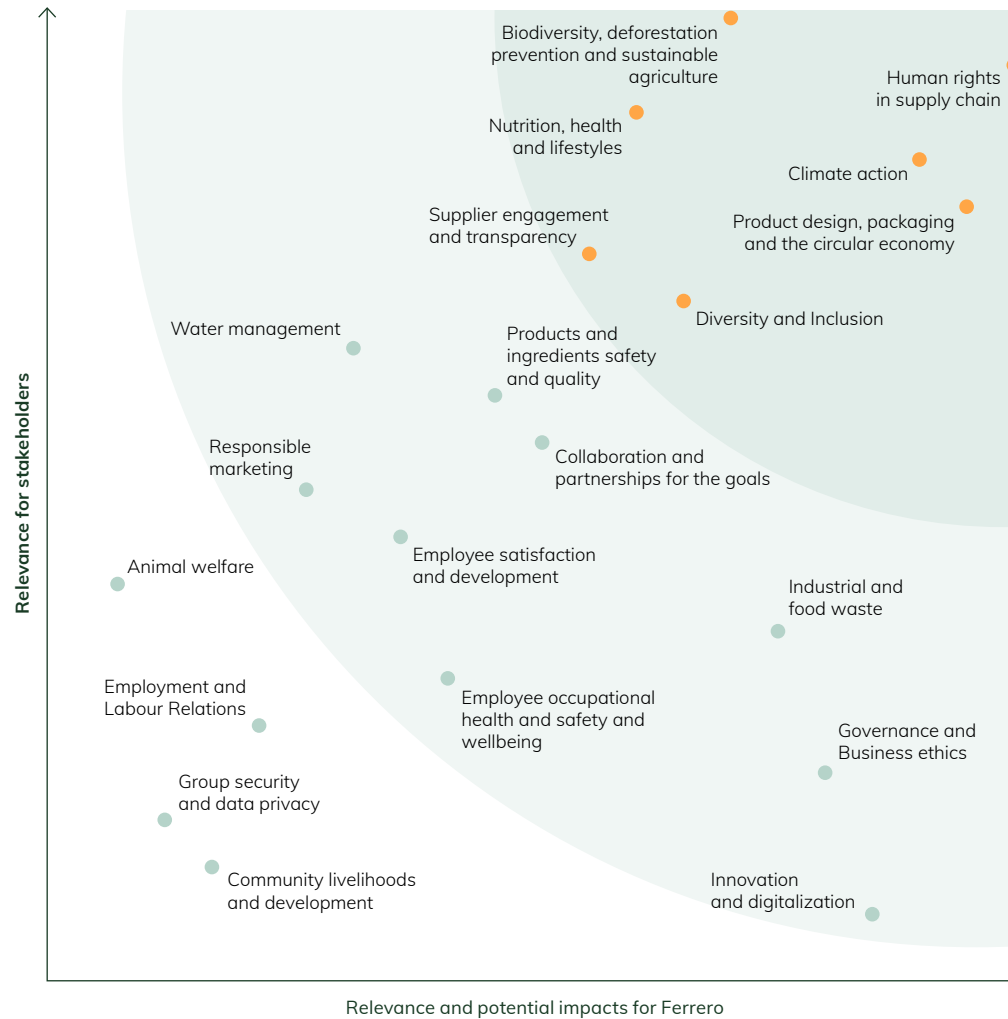 Biodiversity, deforestation
prevention and sustainable
agriculture
Human rights
in supply chain
Nutrition, health
and lifestyles
Climate action
Supplier engagement
and transparency
Product design, packaging
and the circular economy
Diversity and Inclusion
Water management
Products and
ingredients safety
and quality
Responsible
marketing
Collaboration and
partnerships for the goals
Employee satisfaction
and development
Animal welfare
Industrial and
food waste
Employment and
Labour Relations
Employee occupational
health and safety and
wellbeing
Governance and
Business ethics
Group security
and data privacy
Community livelihoods
and development
Innovation
and digitalization
Relevance for stakeholders
Relevance and potential impacts for Ferrero